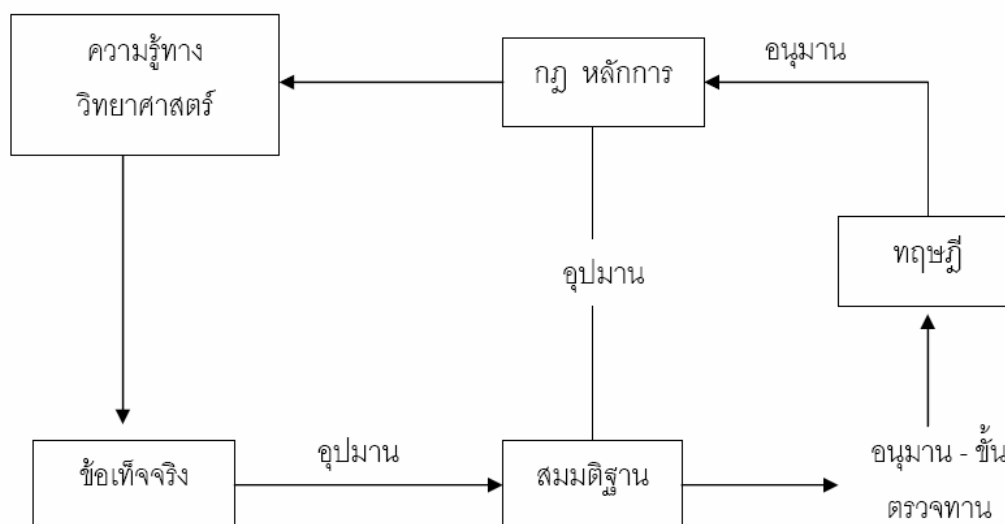 ความรู้ทาง
วิทยาศาสตร์
กฎ หลักการ
อนุมาน
ทฤษฎี
อุปมาน
ข้อเท็จจริง
อุปมาน
สมมติฐาน
อนุมาน - ขั้น
ตรวจทาน